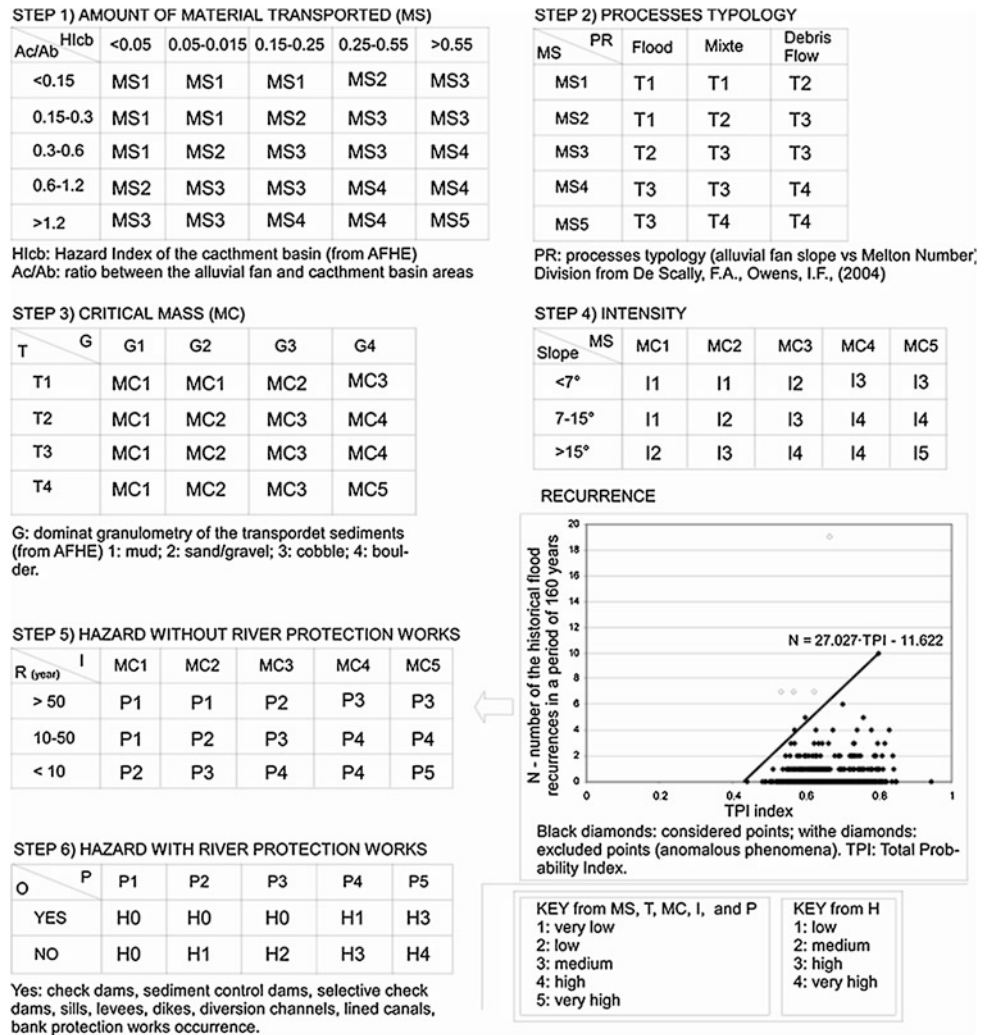 STEP 1) AMOUNT OF MATERIAL TRANSPORTED (MS)
Ac/Ab HIcb <0.05 0.05-0.015 0.15-0.25 0.25-0.55 >0.55
<0.15 MS1 MS1 MS1 MS2 MS3
0.15-0.3 MS1 MS1 MS2 MS3 MS3
0.3-0.6 MS1 MS2 MS3 MS3 MS4
0.6-1.2 MS2 MS3 MS3 MS4 MS4
>1.2 MS3 MS3 MS4 MS4 MS5
HIcb: Hazard Index of the cacthment basin (from AFHE)
Ac/Ab: ratio between the alluvial fan and cacthment basin areas
STEP 2) PROCESSES TYPOLOGY
MS PR Flood Mixte Debris
Flow
MS1 T1 T1 T2
MS2 T1 T2 T3
MS3 T2 T3 T3
MS4 T3 T3 T4
MS5 T3 T4 T4
PR: processes typology (alluvial fan slope vs Melton Number)
Division from De Scally, F.A., Owens, I.F., (2004)
STEP 3) CRITICAL MASS (MC)
T G G1 G2 G3 G4
T1 MC1 MC1 MC2 MC3
T2 MC1 MC2 MC3 MC4
T3 MC1 MC2 MC3 MC4
T4 MC1 MC2 MC3 MC5
G: dominat granulometry of the transpordet sediments
(from AFHE) 1: mud; 2: sand/gravel; 3: cobble; 4: boul-
der.
STEP 4) INTENSITY
Slope MS MC1 MC2 MC3 MC4 MC5
<7° I1 I1 I2 I3 I3
7-15° I1 I2 I3 I4 I4
>15° I2 I3 I4 I4 I5
RECURRENCE
N - number of the historical flood
recurrences in a period of 160 years
20
18
16
14
12
10
8
6
4
2
0
N = 27.027·TPI - 11.622
0 0.2 0.4 0.6 0.8 1
TPI index
Black diamonds: considered points; withe diamonds:
excluded points (anomalous phenomena). TPI: Total Prob-
ability Index.
STEP 5) HAZARD WITHOUT RIVER PROTECTION WORKS
R (year) I MC1 MC2 MC3 MC4 MC5
> 50 P1 P1 P2 P3 P3
10-50 P1 P2 P3 P4 P4
< 10 P2 P3 P4 P4 P5
STEP 6) HAZARD WITH RIVER PROTECTION WORKS
O P P1 P2 P3 P4 P5
YES H0 H0 H0 H1 H3
NO H0 H1 H2 H3 H4
Yes: check dams, sediment control dams, selective check
dams, sills, levees, dikes, diversion channels, lined canals,
bank protection works occurrence.
KEY from MS, T, MC, I, and P
1: very low
2: low
3: medium
4: high
5: very high
KEY from H
1: low
2: medium
3: high
4: very high